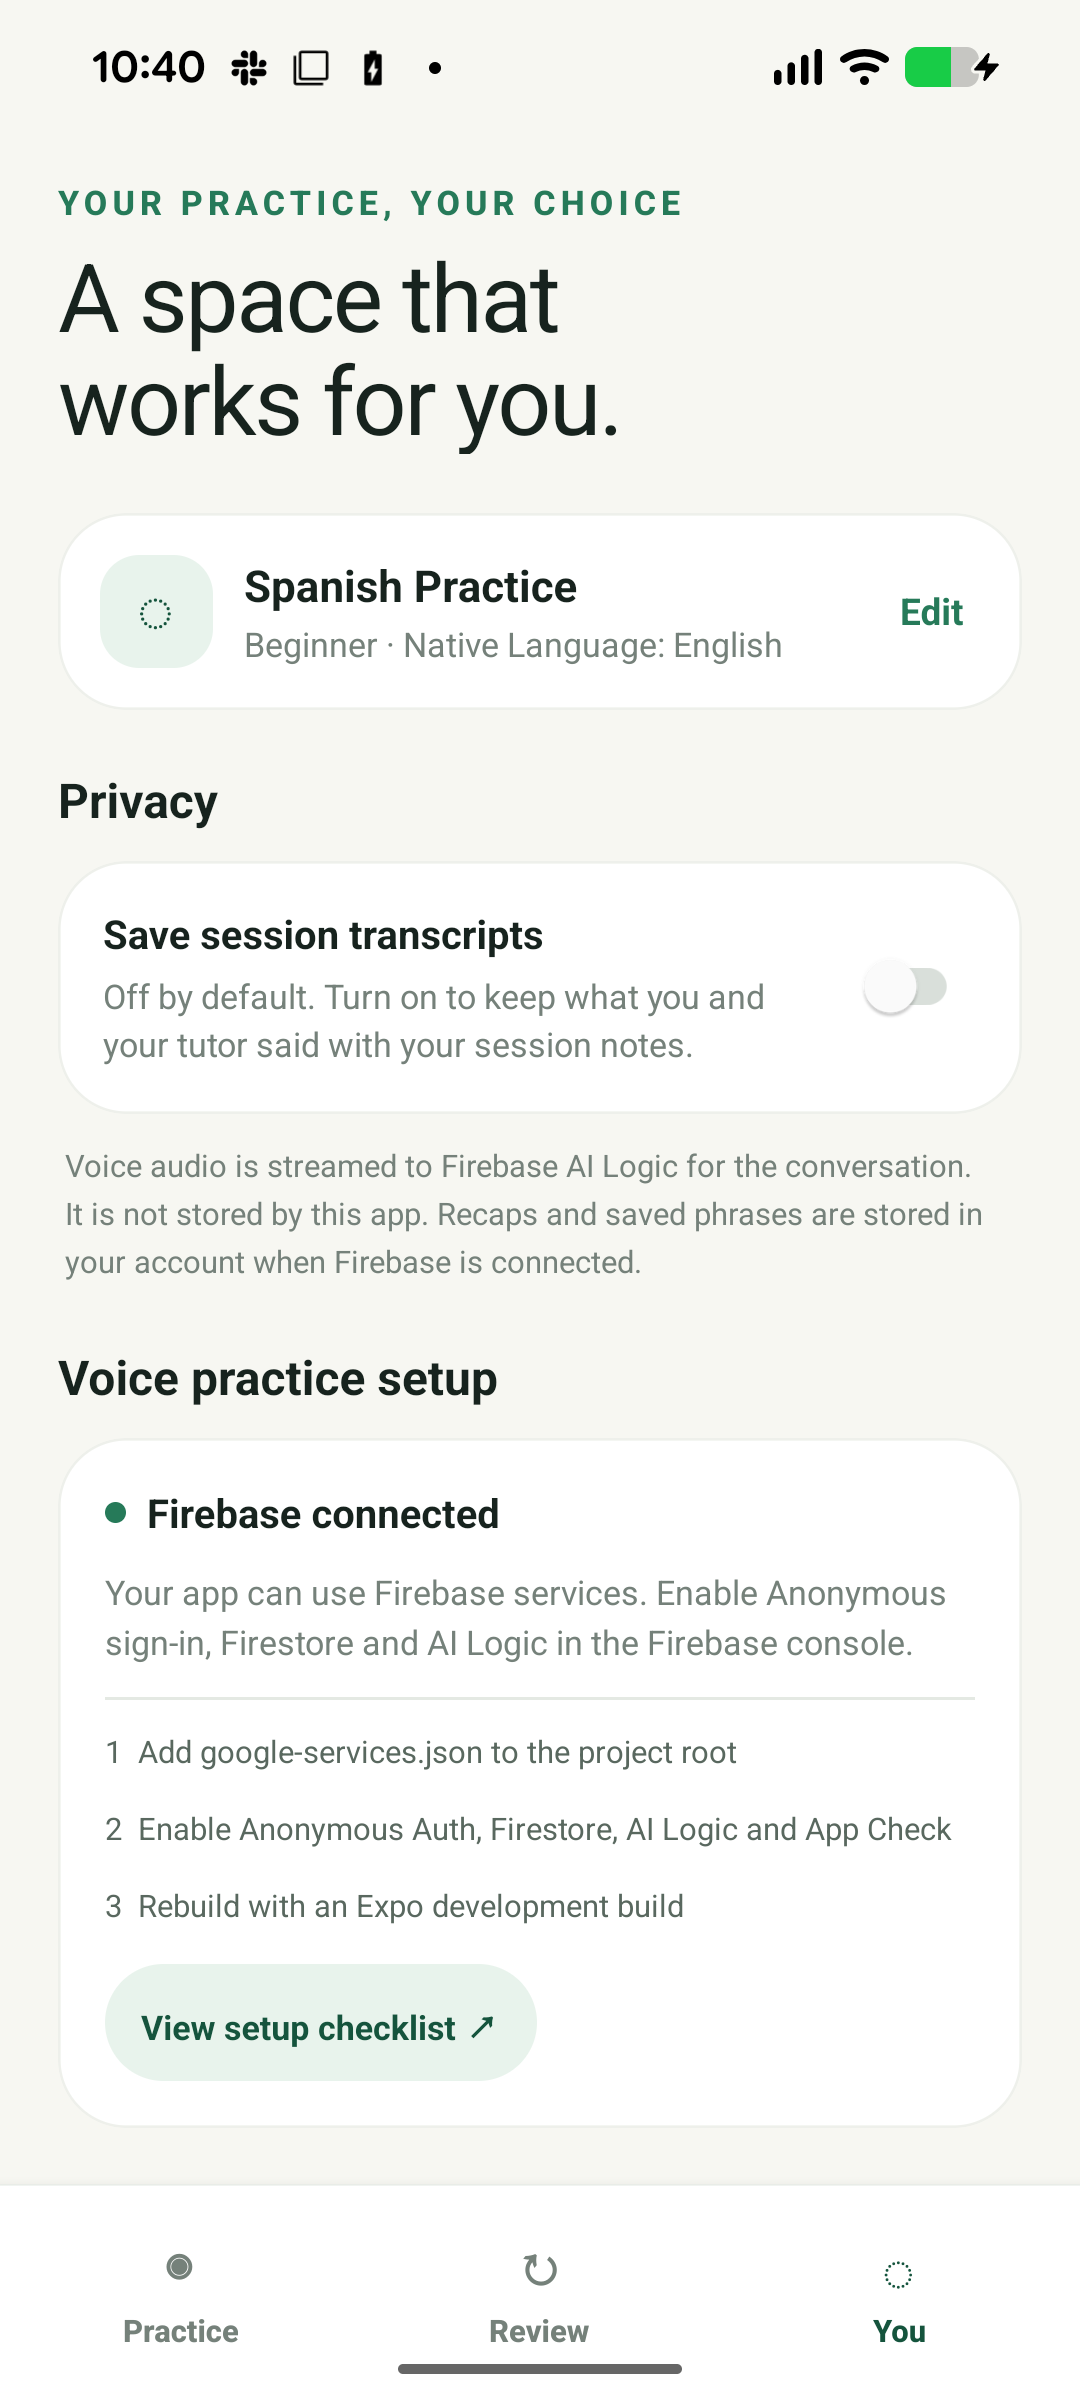 10:40
YOUR PRACTICE, YOUR CHOICE
A space that
works for you.
Spanish Practice
Beginner · Native Language: English
Edit
Privacy
Save session transcripts
Off by default. Turn on to keep what you and
your tutor said with your session notes.
Voice audio is streamed to Firebase AI Logic for the conversation.
It is not stored by this app. Recaps and saved phrases are stored in
your account when Firebase is connected.
Voice practice setup
Firebase connected
Your app can use Firebase services. Enable Anonymous
sign-in, Firestore and AI Logic in the Firebase console.
1 Add google-services.json to the project root
2 Enable Anonymous Auth, Firestore, AI Logic and App Check
3 Rebuild with an Expo development build
View setup checklist ↗
Practice
Review
You